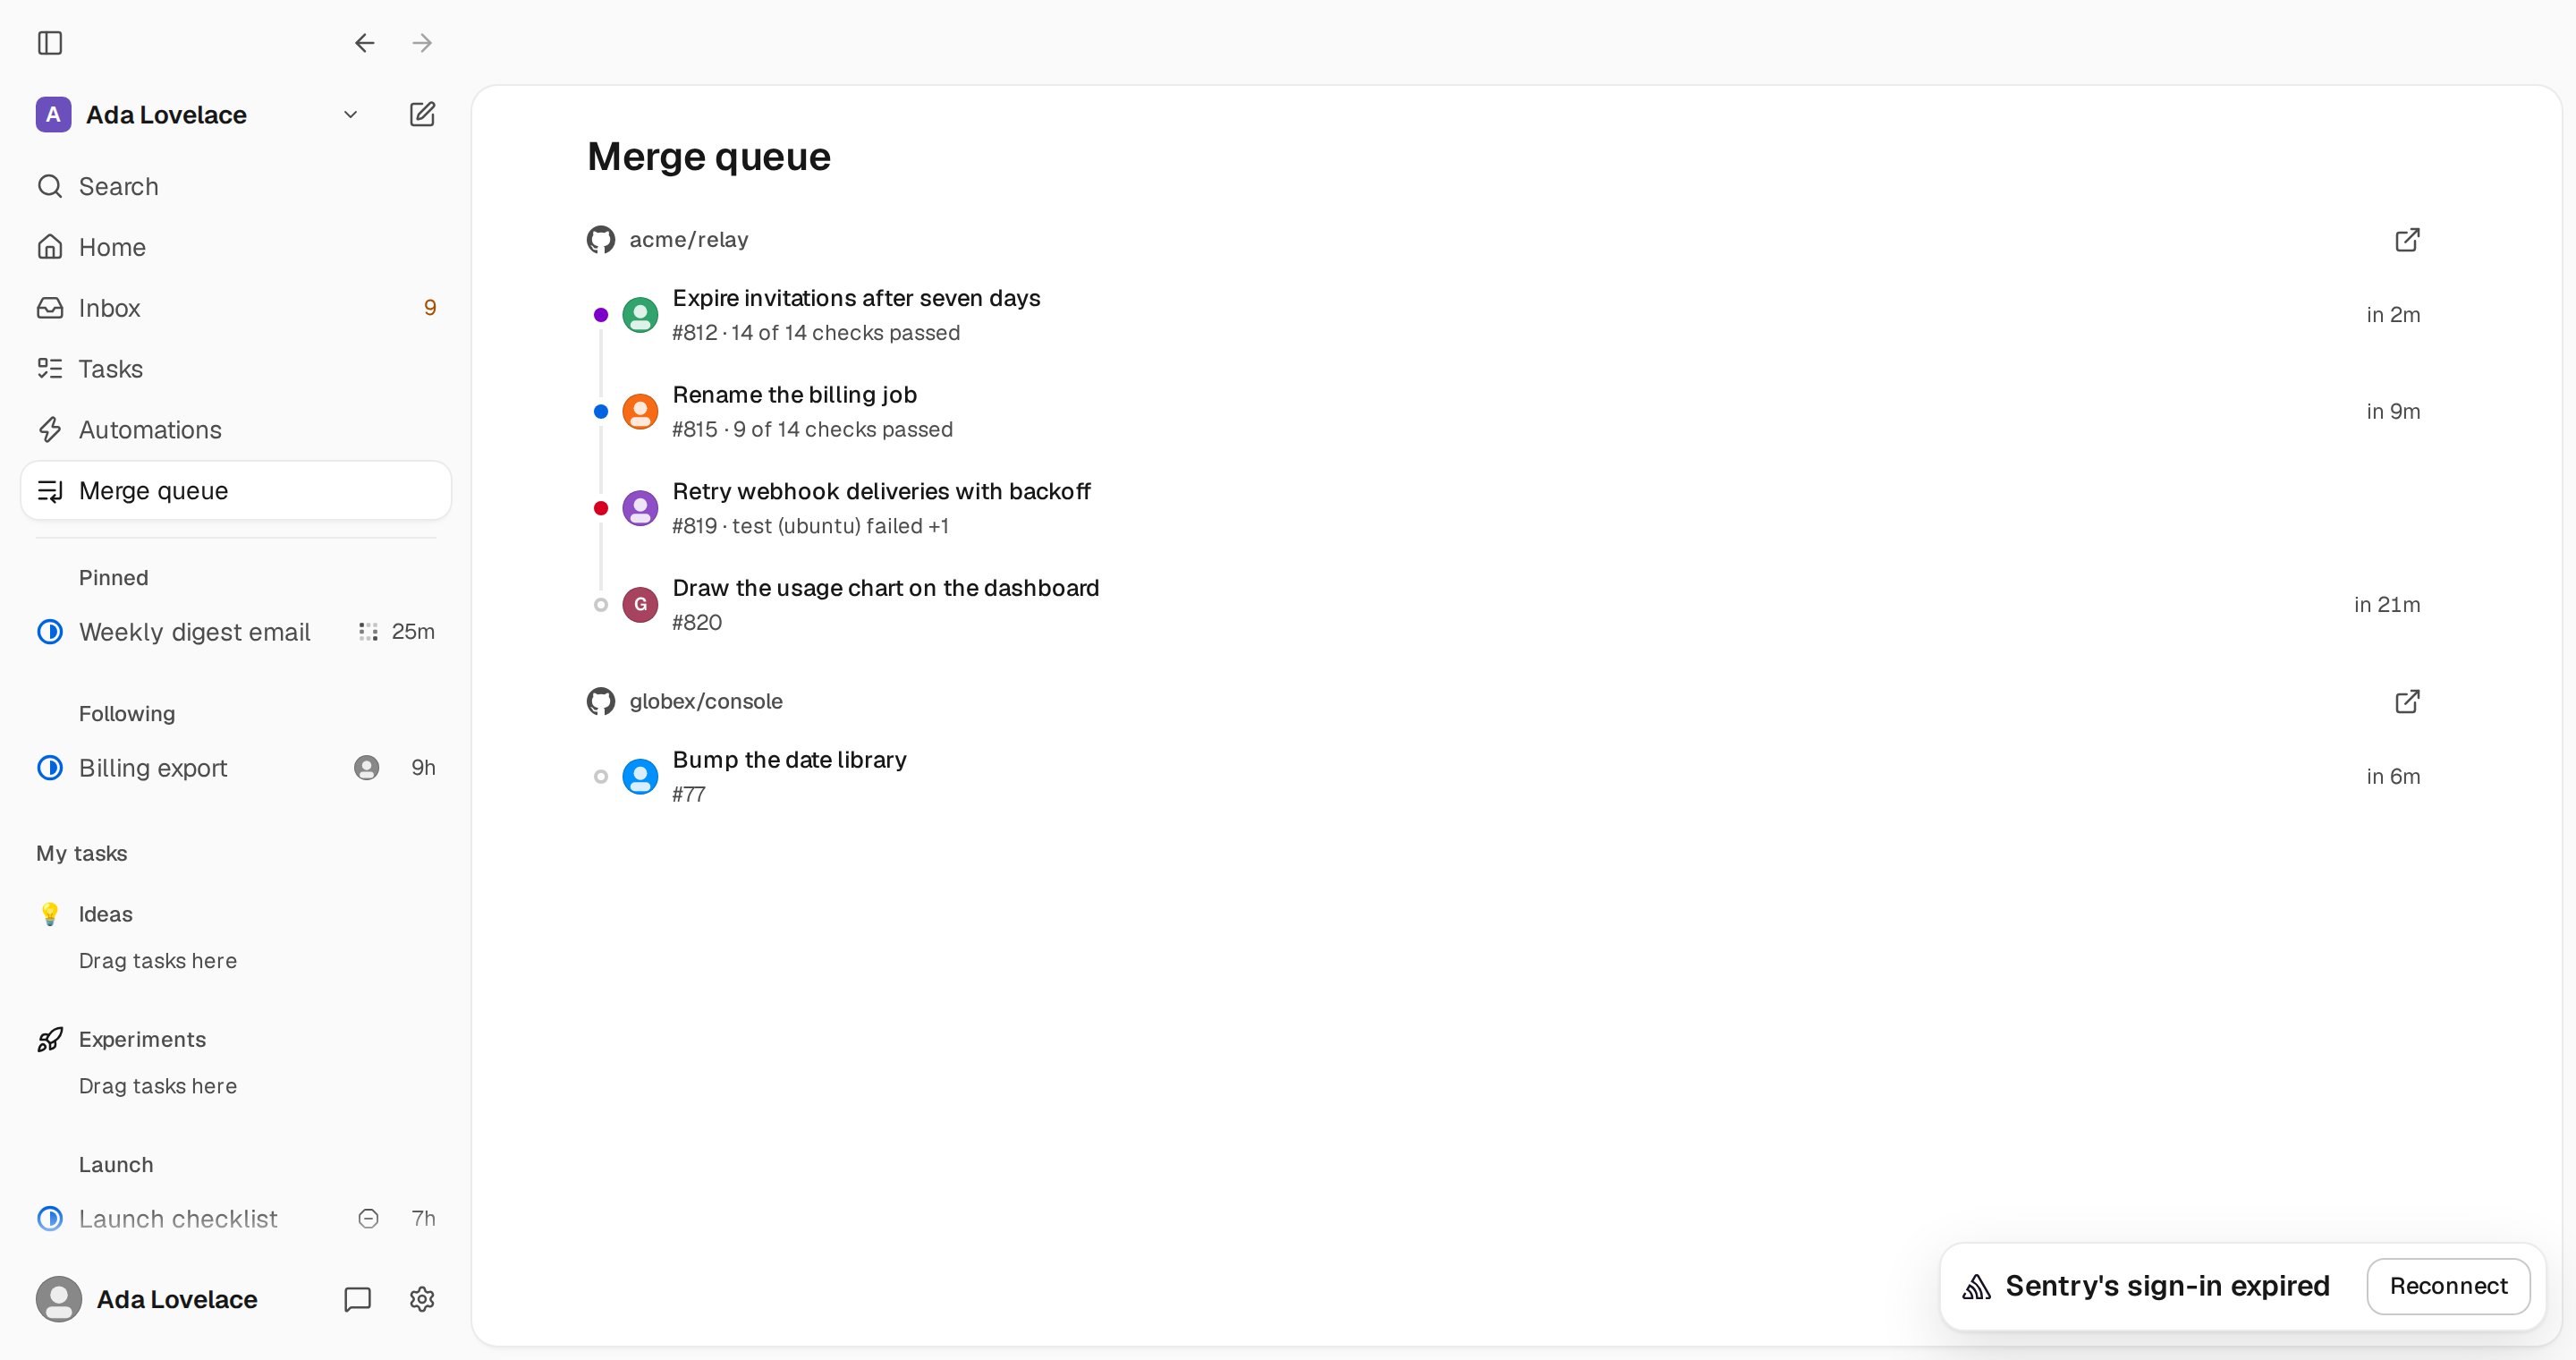 A Ada Lovelace
Search
Home
Inbox 9
Tasks
Automations
Merge queue
Pinned
Weekly digest email 25m
Following
Billing export 9h
My tasks
💡 Ideas
Drag tasks here
Experiments
Drag tasks here
Launch
Launch checklist 7h
Ada Lovelace
Merge queue
acme/relay
Expire invitations after seven days
#812 · 14 of 14 checks passed
in 2m
Rename the billing job
#815 · 9 of 14 checks passed
in 9m
Retry webhook deliveries with backoff
#819 · test (ubuntu) failed +1
G
Draw the usage chart on the dashboard
#820
in 21m
globex/console
Bump the date library
#77
in 6m
Sentry's sign-in expired
Reconnect